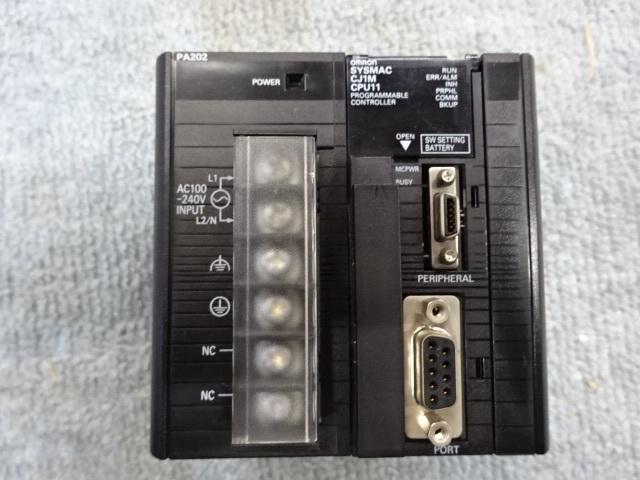 PA202
POWER
L1
AC100
-240V
INPUT
L2/N
NC
NC
OMRON
SYSMAC
CJ1M
CPU11
PROGRAMMABLE
CONTROLLER
RUN
ERR/ALM
INH
PRPHL
COMM
BKUP
OPEN
SW SETTING
BATTERY
MCPWR
BUSY
PERIPHERAL
PORT